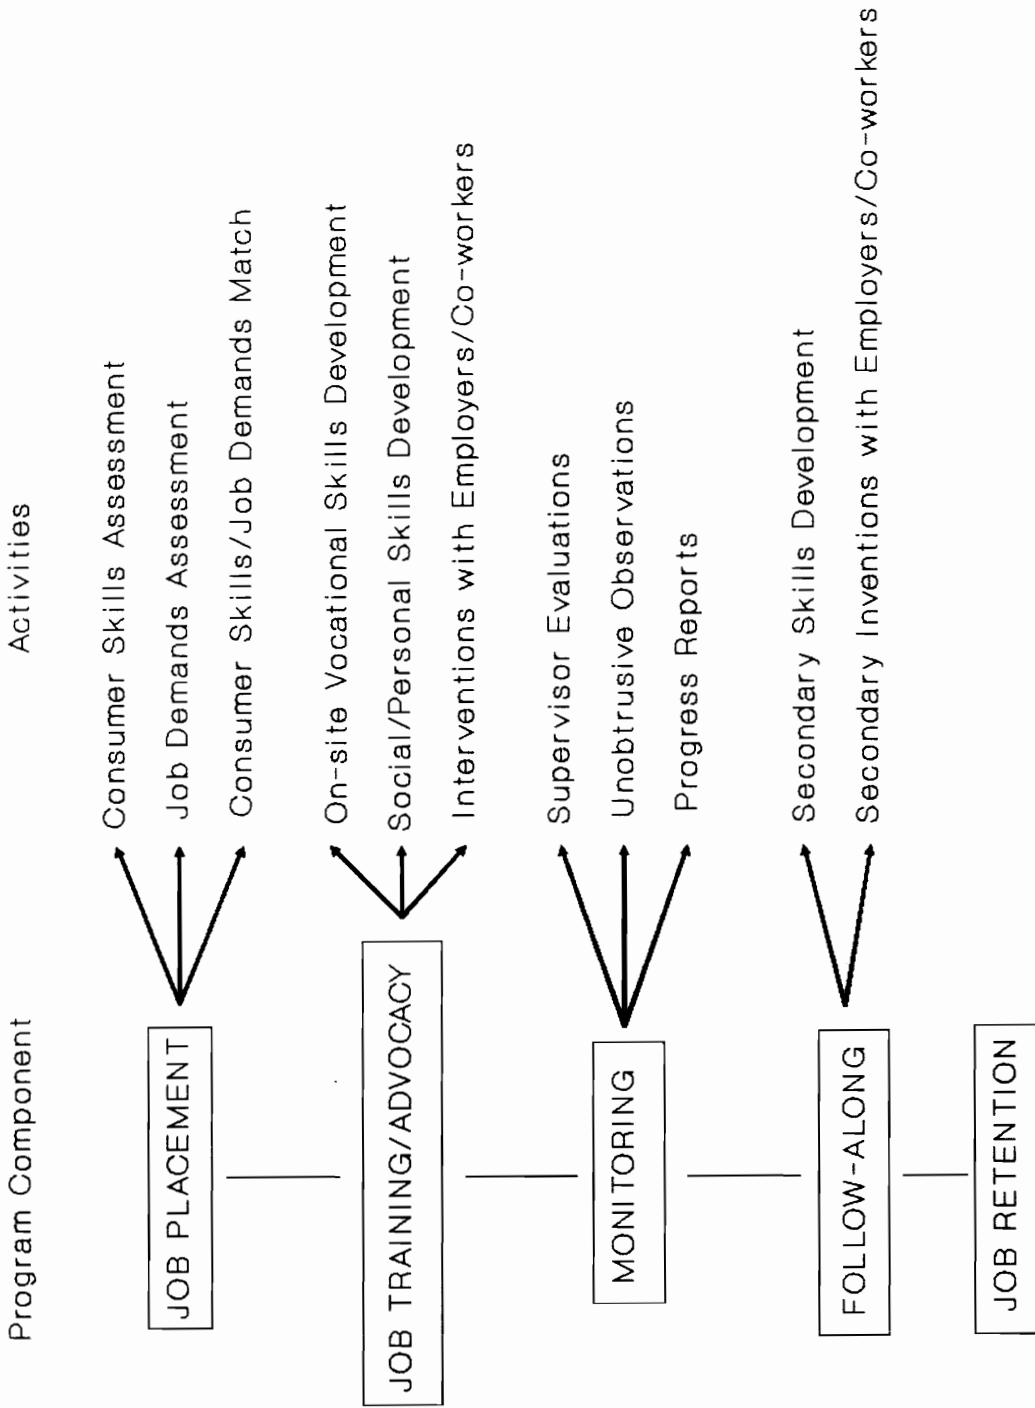 Program Component
Activities
JOB PLACEMENT
Consumer Skills Assessment
Job Demands Assessment
Consumer Skills/Job Demands Match
JOB TRAINING/ADVOCACY
On-site Vocational Skills Development
Social/Personal Skills Development
Interventions with Employers/Co-workers
MONITORING
Supervisor Evaluations
Unobtrusive Observations
Progress Reports
FOLLOW-ALONG
Secondary Skills Development
Secondary Inventions with Employers/Co-workers
JOB RETENTION